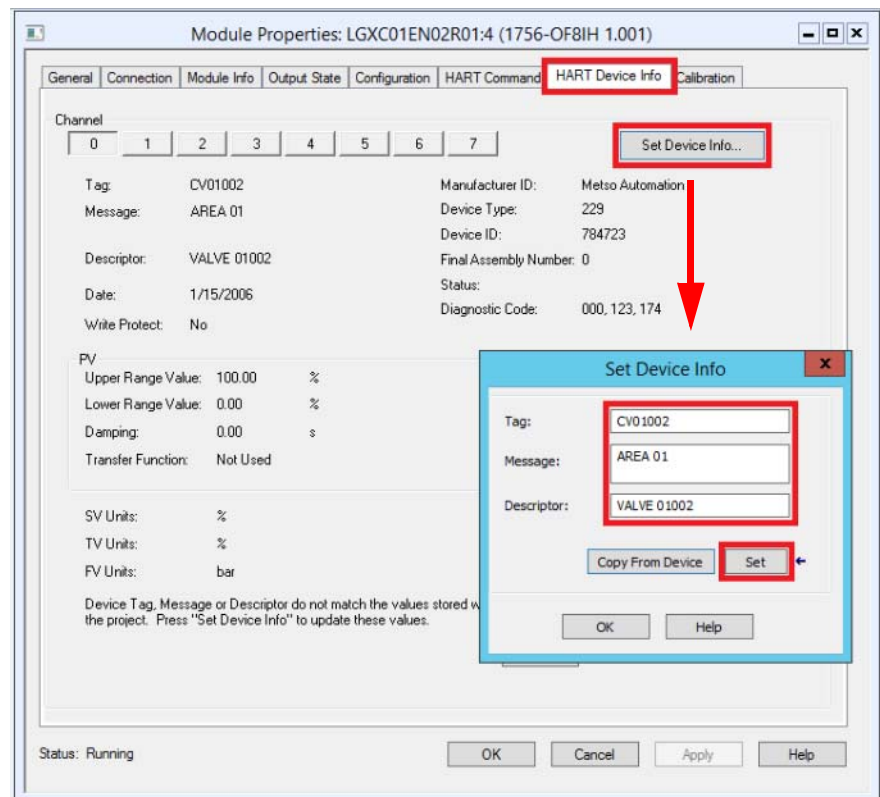 Module Properties: LGXC01EN02R01:4 (1756-OF8IH 1.001)
General Connection Module Info Output State Configuration HART Command HART Device Info Calibration
Channel
0 1 2 3 4 5 6 7 Set Device Info...
Tag: CV01002 Manufacturer ID: Metso Automation
Message: AREA 01 Device Type: 229
Device ID: 784723
Descriptor: VALVE 01002 Final Assembly Number: 0
Status:
Date: 1/15/2006 Diagnostic Code: 000, 123, 174
Write Protect: No
PV
Upper Range Value: 100.00 %
Lower Range Value: 0.00 %
Damping: 0.00 s
Transfer Function: Not Used
SV Units: %
TV Units: %
FV Units: bar
Device Tag, Message or Descriptor do not match the values stored
the project. Press "Set Device Info" to update these values.
Set Device Info
Tag: CV01002
Message: AREA 01
Descriptor: VALVE 01002
Copy From Device Set
OK Help
Status: Running OK Cancel Apply Help